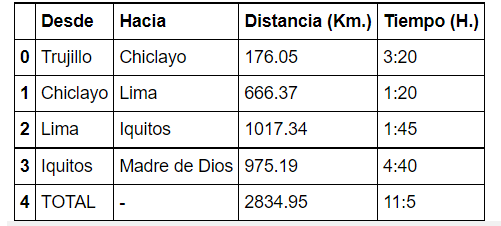 Desde Hacia Distancia (Km.) Tiempo (H.)
0 Trujillo Chiclayo 176.05 3:20
1 Chiclayo Lima 666.37 1:20
2 Lima Iquitos 1017.34 1:45
3 Iquitos Madre de Dios 975.19 4:40
4 TOTAL - 2834.95 11:5